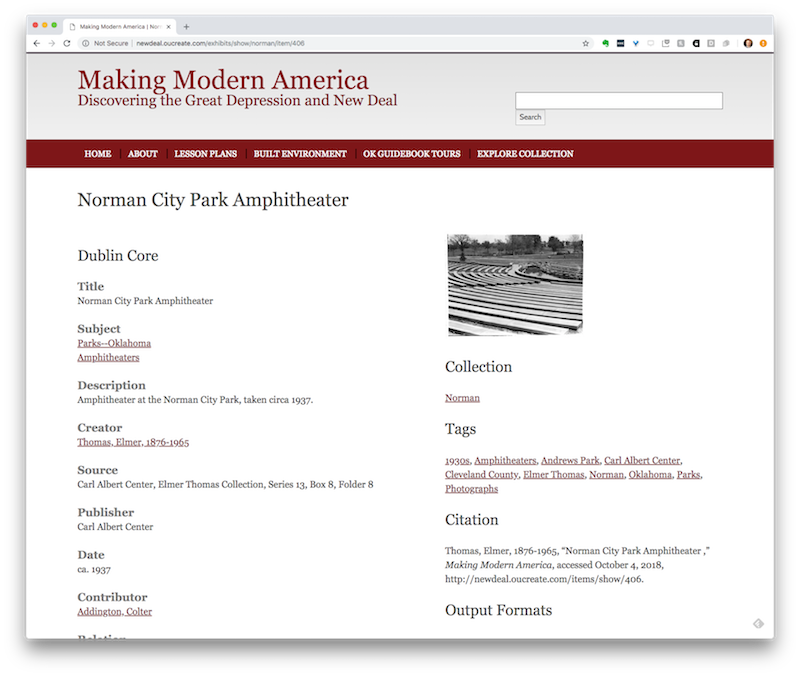 Making Modern America | Nor
Not Secure | newdeal.oucreate.com/exhibits/show/norman/item/406
Making Modern America
Discovering the Great Depression and New Deal
Search
HOME
ABOUT
LESSON PLANS
BUILT ENVIRONMENT
OK GUIDEBOOK TOURS
EXPLORE COLLECTION
Norman City Park Amphitheater
Dublin Core
Title
Norman City Park Amphitheater
Subject
Parks--Oklahoma
Amphitheaters
Description
Amphitheater at the Norman City Park, taken circa 1937.
Creator
Thomas, Elmer, 1876-1965
Source
Carl Albert Center, Elmer Thomas Collection, Series 13, Box 8, Folder 8
Publisher
Carl Albert Center
Date
ca. 1937
Contributor
Addington, Colter
Relation
Collection
Norman
Tags
1930s, Amphitheaters, Andrews Park, Carl Albert Center,
Cleveland County, Elmer Thomas, Norman, Oklahoma, Parks,
Photographs
Citation
Thomas, Elmer, 1876-1965, “Norman City Park Amphitheater ,”
Making Modern America, accessed October 4, 2018,
http://newdeal.oucreate.com/items/show/406.
Output Formats